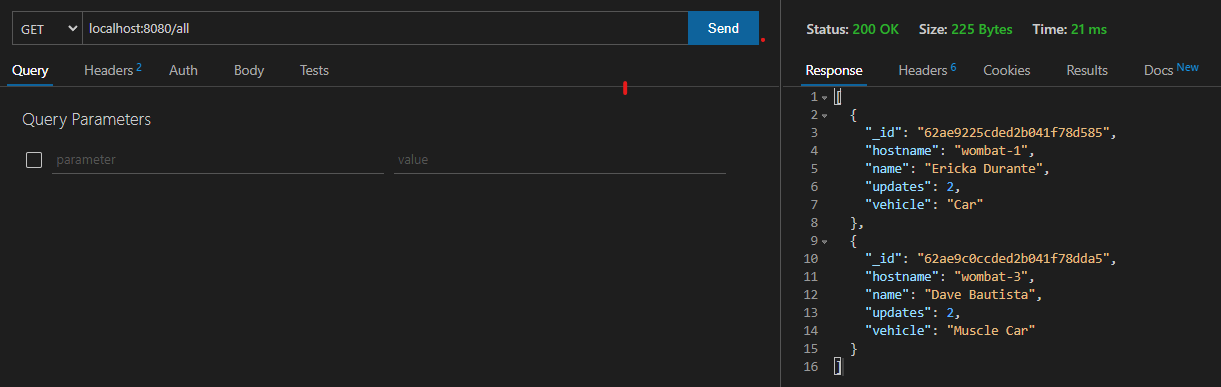 GET localhost:8080/all Send
Query Headers 2 Auth Body Tests
Query Parameters
parameter value
Status: 200 OK Size: 225 Bytes Time: 21 ms
Response Headers 6 Cookies Results Docs New
1 [
2 {
3 "_id": "62ae9225cded2b041f78d585",
4 "hostname": "wombat-1",
5 "name": "Ericka Durante",
6 "updates": 2,
7 "vehicle": "Car"
8 },
9 {
10 "_id": "62ae9c0ccded2b041f78dda5",
11 "hostname": "wombat-3",
12 "name": "Dave Bautista",
13 "updates": 2,
14 "vehicle": "Muscle Car"
15 }
16 ]